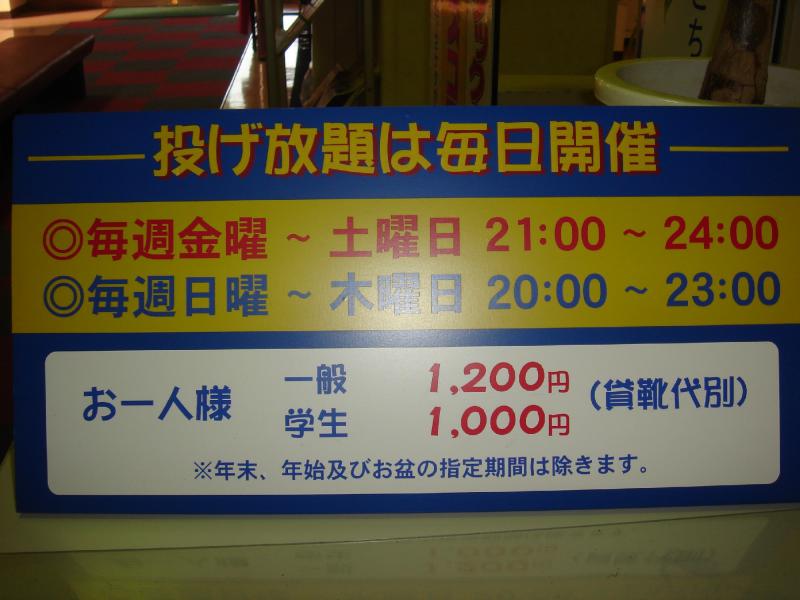 投げ放題は毎日開催
◎毎週金曜 ~ 土曜日 21:00 ~ 24:00
◎毎週日曜 ~ 木曜日 20:00 ~ 23:00
お一人様
一般 1,200円
学生 1,000円
(貸靴代別)
※年末、年始及びお盆の指定期間は除きます。